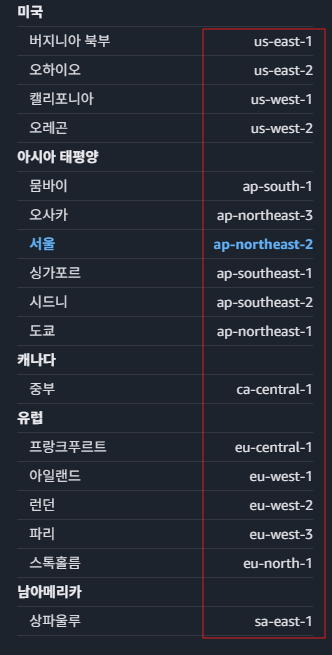 미국
버지니아 북부 us-east-1
오하이오 us-east-2
캘리포니아 us-west-1
오레곤 us-west-2
아시아 태평양
뭄바이 ap-south-1
오사카 ap-northeast-3
서울 ap-northeast-2
싱가포르 ap-southeast-1
시드니 ap-southeast-2
도쿄 ap-northeast-1
캐나다
중부 ca-central-1
유럽
프랑크푸르트 eu-central-1
아일랜드 eu-west-1
런던 eu-west-2
파리 eu-west-3
스톡홀름 eu-north-1
남아메리카
상파울루 sa-east-1